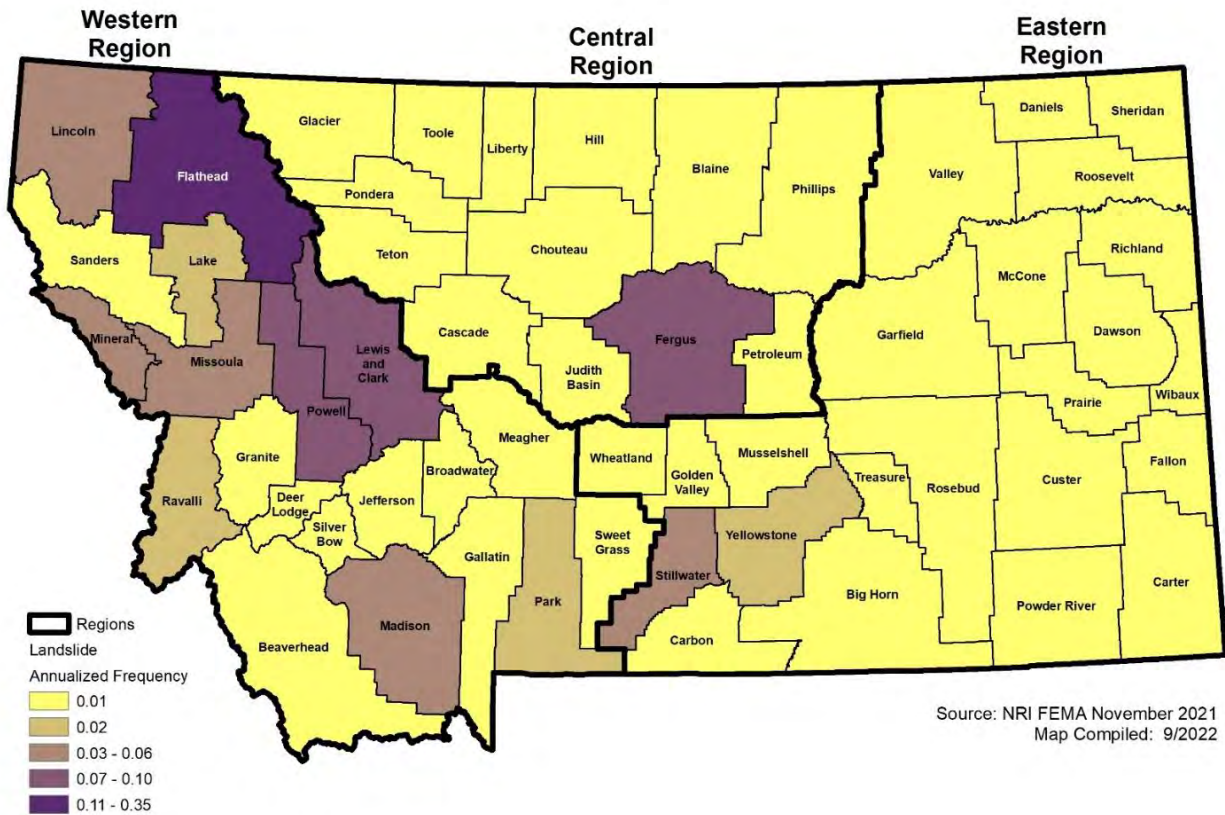 Western
Region
Central
Region
Eastern
Region
Lincoln
Flathead
Glacier
Toole
Liberty
Hill
Blaine
Phillips
Valley
Daniels
Sheridan
Roosevelt
Pondera
Teton
Chouteau
Sanders
Lake
McCone
Richland
Garfield
Dawson
Cascade
Judith
Basin
Fergus
Petroleum
Mineral
Missoula
Lewis
and
Clark
Powell
Prairie
Wibaux
Granite
Meagher
Wheatland
Golden
Valley
Musselshell
Treasure
Rosebud
Custer
Fallon
Ravalli
Deer
Lodge
Jefferson
Broadwater
Silver
Bow
Gallatin
Sweet
Grass
Stillwater
Yellowstone
Park
Big Horn
Carter
Powder River
Beaverhead
Madison
Carbon
Regions
Landslide
Annualized Frequency
0.01
0.02
0.03 - 0.06
0.07 - 0.10
0.11 - 0.35
Source: NRI FEMA November 2021
Map Compiled: 9/2022